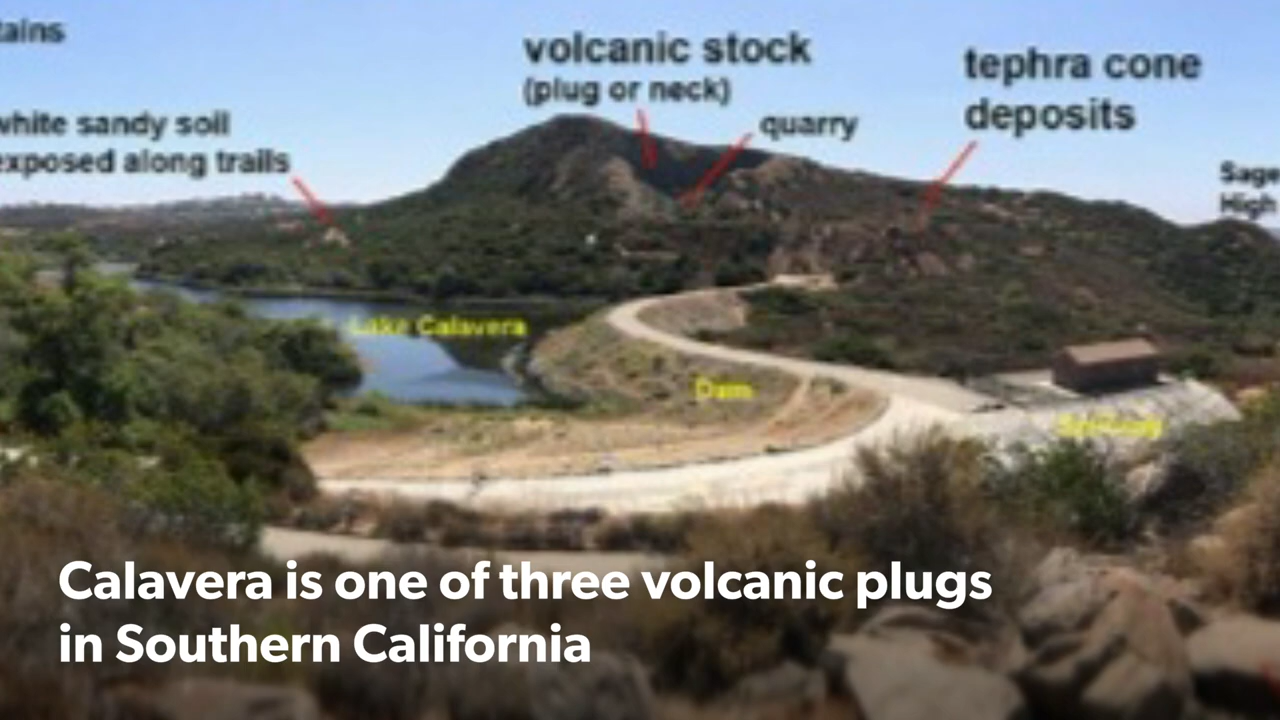 tains
volcanic stock
(plug or neck)
tephra cone
deposits
quarry
white sandy soil
exposed along trails
Sage
High
Lake Calavera
Dam
Spillway
Calavera is one of three volcanic plugs
in Southern California